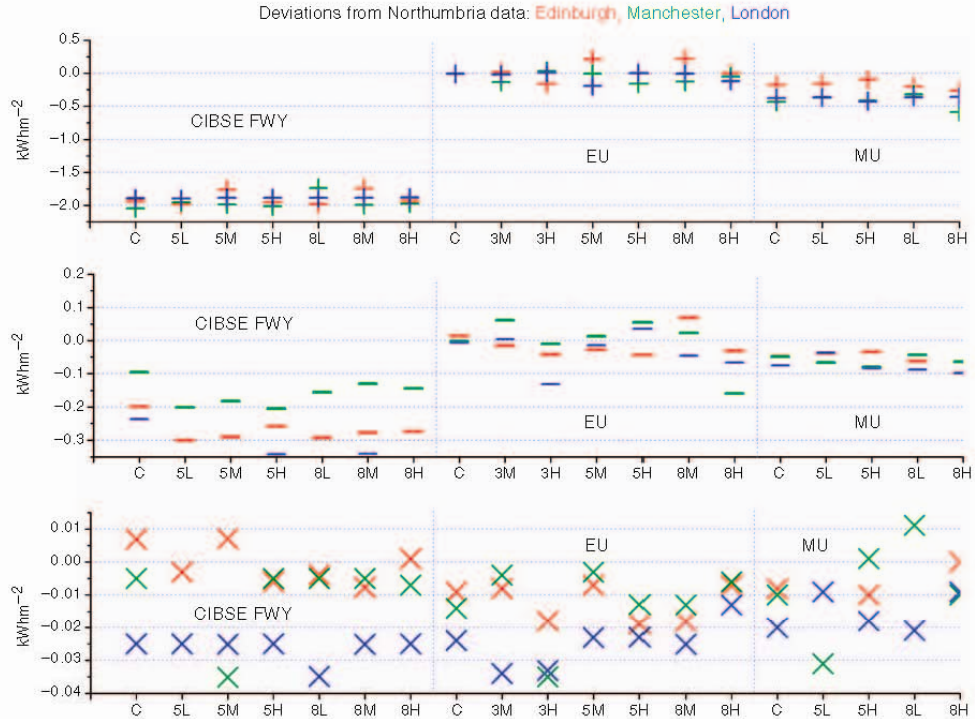 Deviations from Northumbria data: Edinburgh, Manchester, London
0.5
0.0
−0.5
−1.0
−1.5
−2.0
kWhm−2
CIBSE FWY
EU
MU
C 5L 5M 5H 8L 8M 8H C 3M 3H 5M 5H 8M 8H C 5L 5H 8L 8H
0.2
0.1
0.0
−0.1
−0.2
−0.3
kWhm−2
CIBSE FWY
EU
MU
C 5L 5M 5H 8L 8M 8H C 3M 3H 5M 5H 8M 8H C 5L 5H 8L 8H
0.01
0.00
−0.01
−0.02
−0.03
−0.04
kWhm−2
EU
MU
CIBSE FWY
C 5L 5M 5H 8L 8M 8H C 3M 3H 5M 5H 8M 8H C 5L 5H 8L 8H